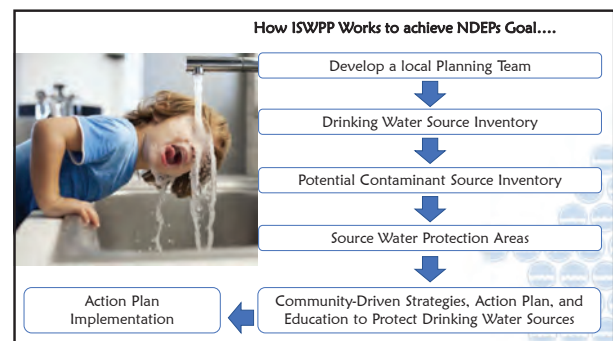 How ISWPP Works to achieve NDEPs Goal....
Develop a local Planning Team
Drinking Water Source Inventory
Potential Contaminant Source Inventory
Source Water Protection Areas
Community-Driven Strategies, Action Plan, and
Education to Protect Drinking Water Sources
Action Plan
Implementation